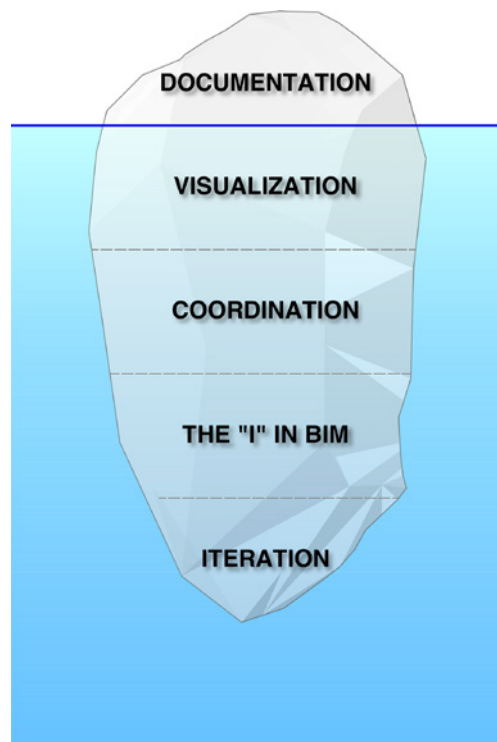 DOCUMENTATION
VISUALIZATION
COORDINATION
THE "I" IN BIM
ITERATION